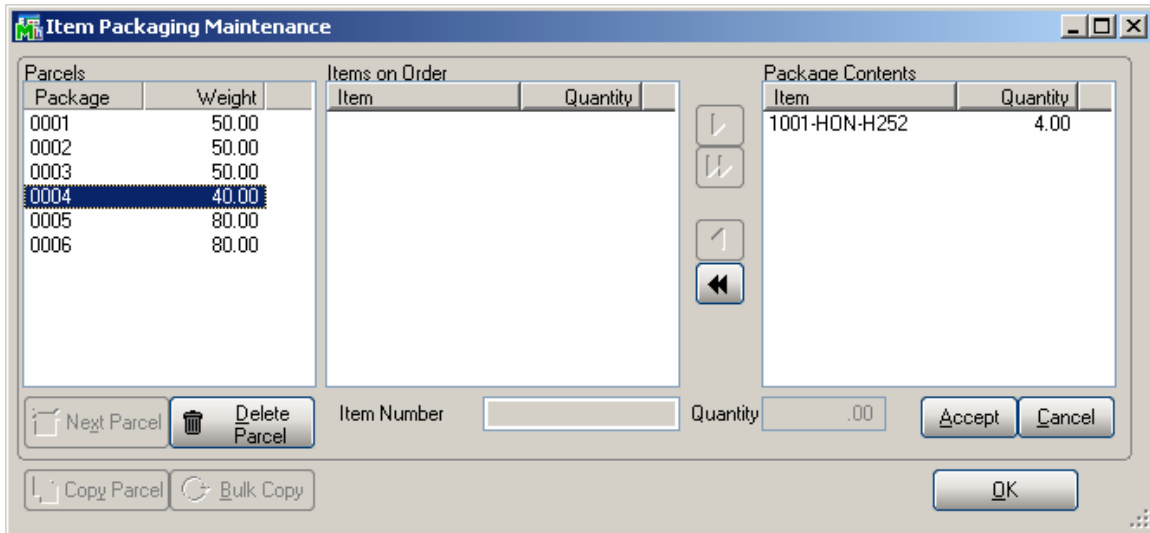 Item Packaging Maintenance
Parcels
Package Weight
0001 50.00
0002 50.00
0003 50.00
0004 40.00
0005 80.00
0006 80.00
Items on Order
Item Quantity
Package Contents
Item Quantity
1001-HON-H252 4.00
Next Parcel
Delete
Parcel
Item Number
Quantity .00
Accept
Cancel
Copy Parcel
Bulk Copy
OK